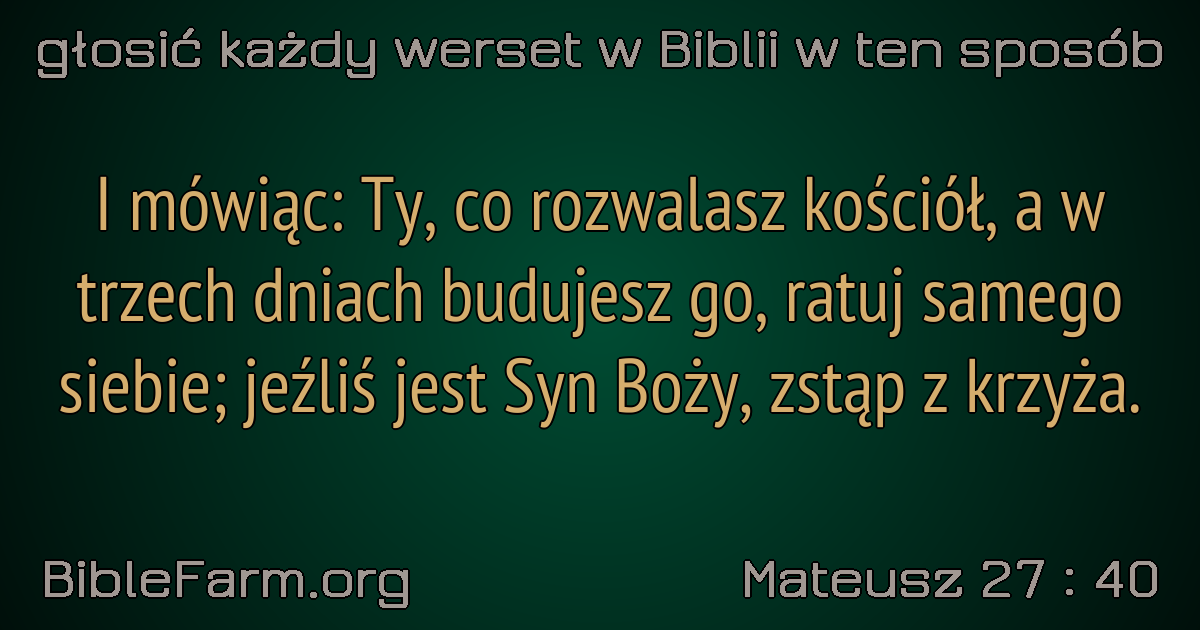 głosić każdy werset w Biblii w ten sposób
I mówiąc: Ty, co rozwalasz kościół, a w
trzech dniach budujesz go, ratuj samego
siebie; jeźliś jest Syn Boży, zstąp z krzyża.
BibleFarm.org
Mateusz 27 : 40